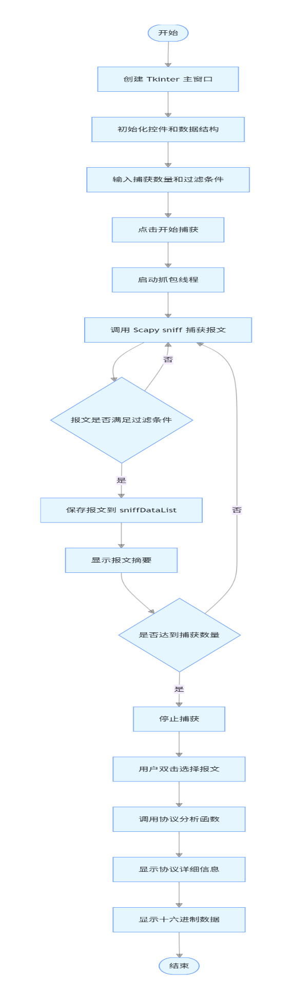 开始
创建 Tkinter 主窗口
初始化控件和数据结构
输入捕获数量和过滤条件
点击开始捕获
启动抓包线程
调用 Scapy sniff 捕获报文
否
报文是否满足过滤条件
是
保存报文到 sniffDataList
否
显示报文摘要
是否达到捕获数量
是
停止捕获
用户双击选择报文
调用协议分析函数
显示协议详细信息
显示十六进制数据
结束